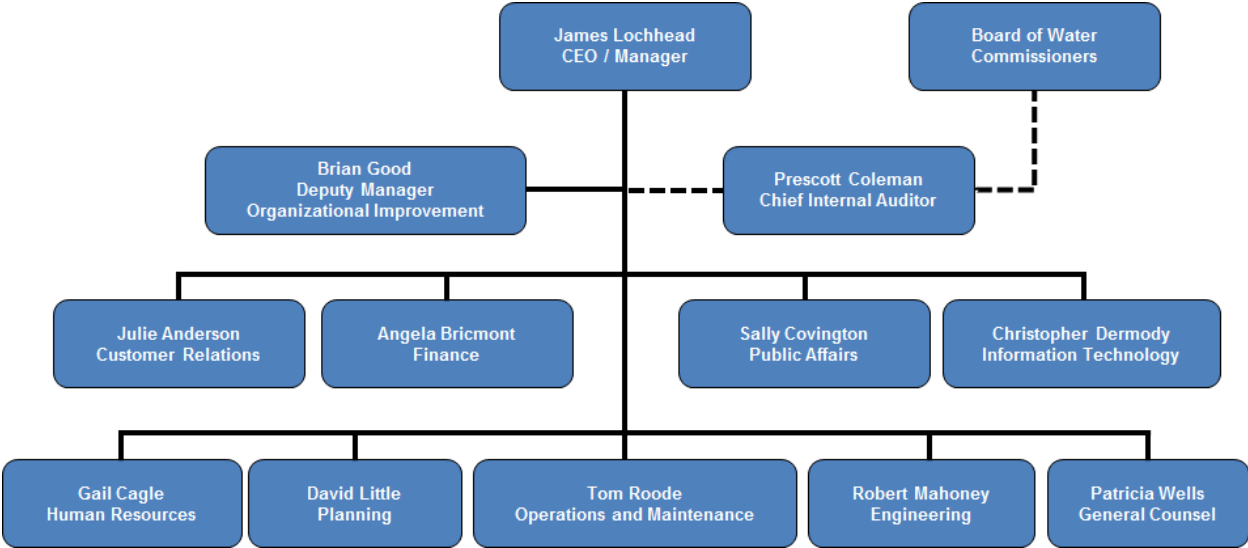 James Lochhead
CEO / Manager
Board of Water
Commissioners
Brian Good
Deputy Manager
Organizational Improvement
Prescott Coleman
Chief Internal Auditor
Julie Anderson
Customer Relations
Angela Bricmont
Finance
Sally Covington
Public Affairs
Christopher Dermody
Information Technology
Gail Cagle
Human Resources
David Little
Planning
Tom Roode
Operations and Maintenance
Robert Mahoney
Engineering
Patricia Wells
General Counsel